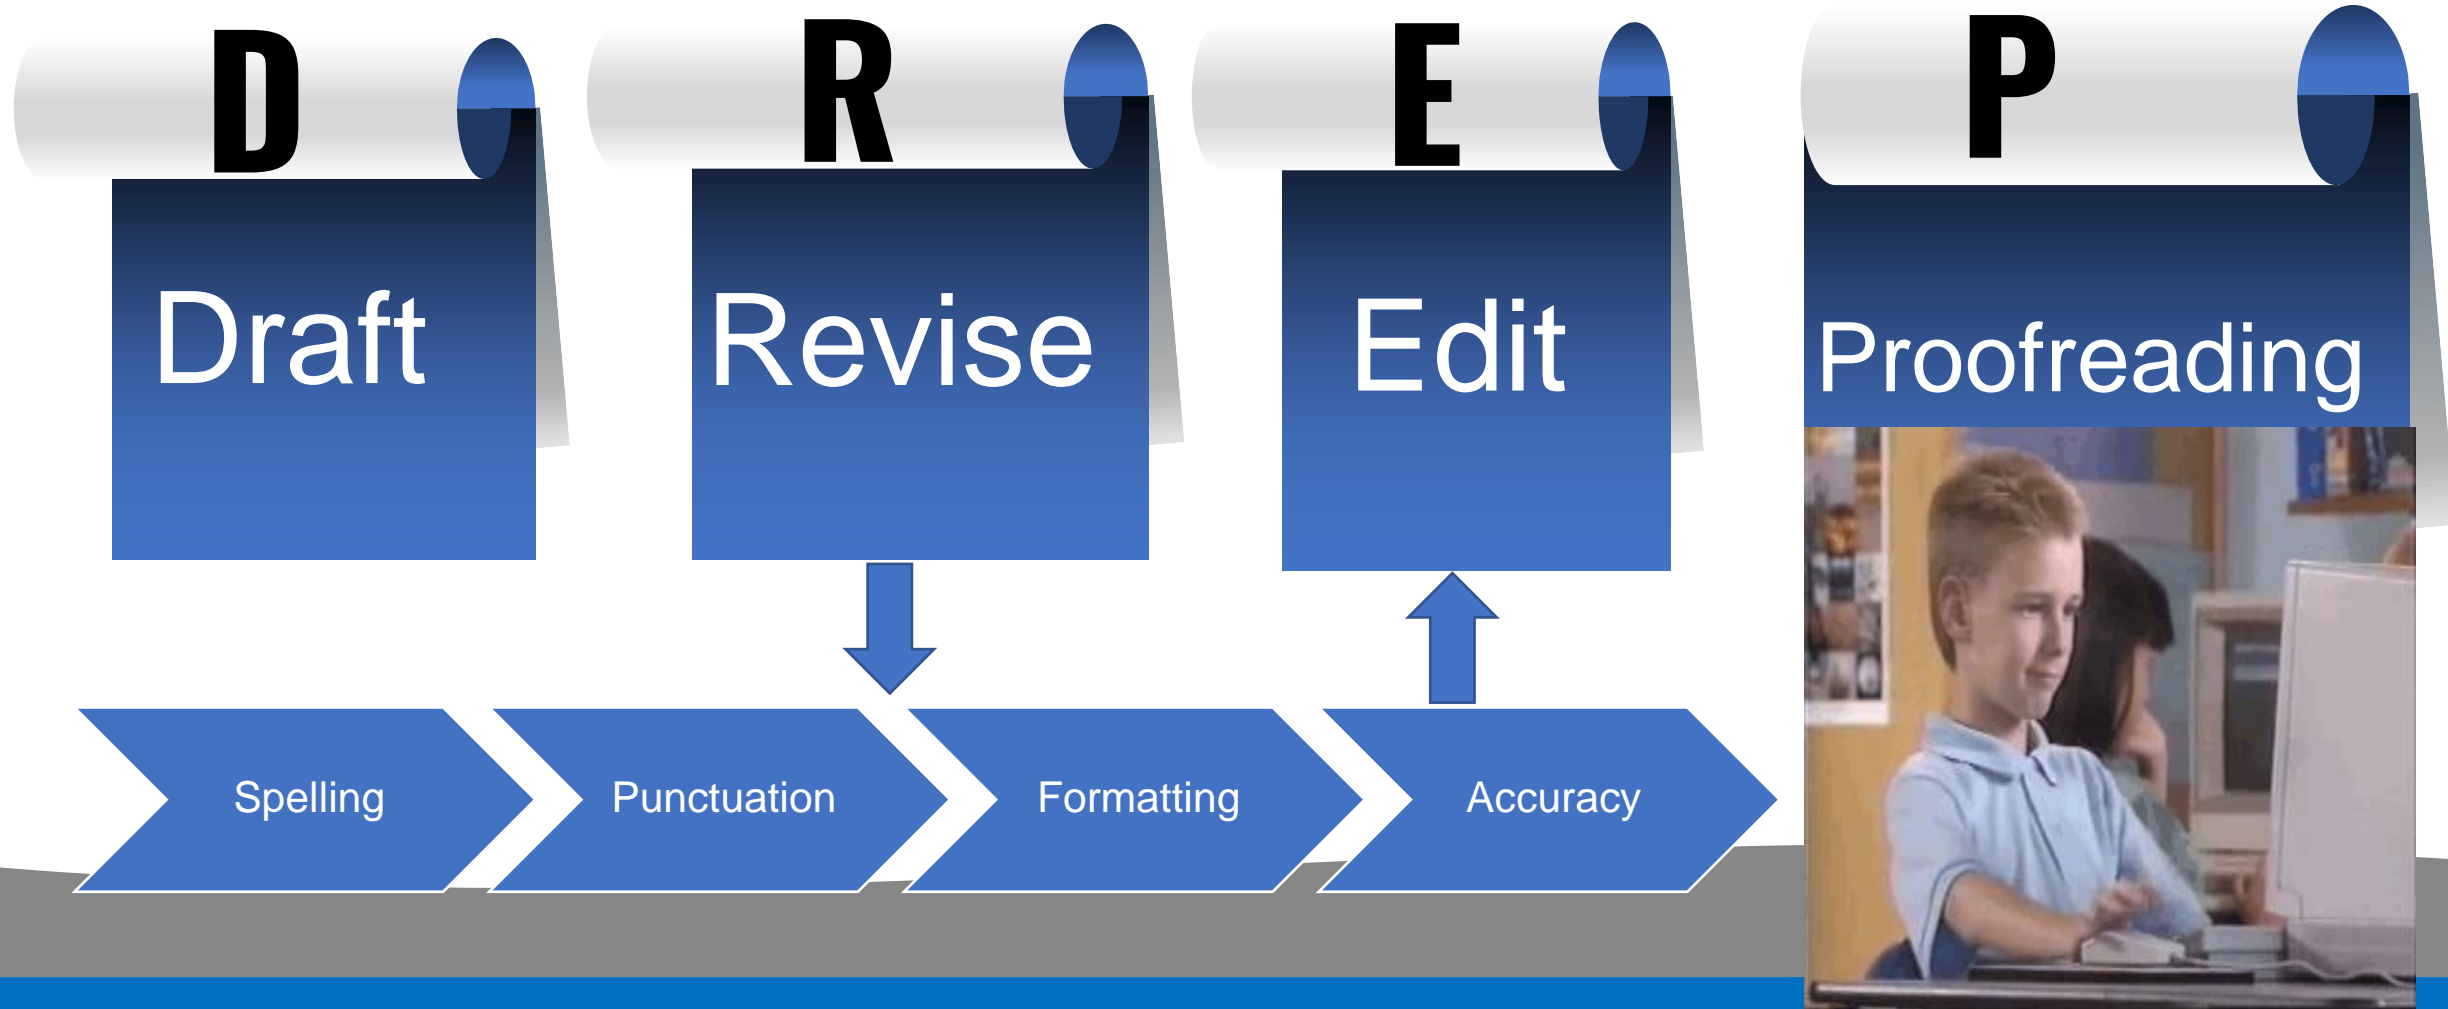 D
R
E
P
Draft
Revise
Edit
Proofreading
Spelling
Punctuation
Formatting
Accuracy